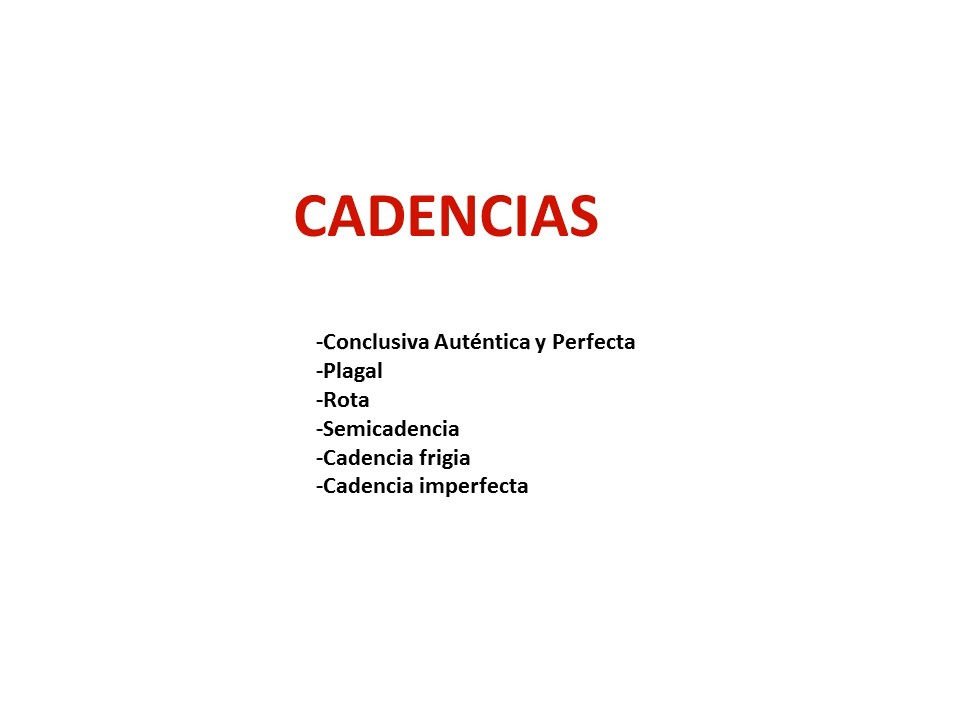 CADENCIAS
-Conclusiva Auténtica y Perfecta
-Plagal
-Rota
-Semicadencia
-Cadencia frigia
-Cadencia imperfecta